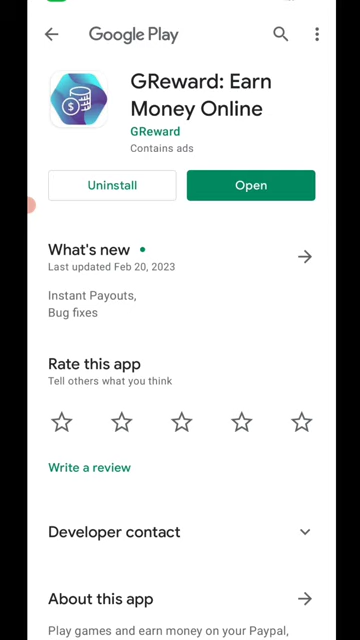 Google Play
GReward: Earn
Money Online
GReward
Contains ads
Uninstall
Open
What's new
Last updated Feb 20, 2023
Instant Payouts,
Bug fixes
Rate this app
Tell others what you think
Write a review
Developer contact
About this app
Play games and earn money on your Paypal,